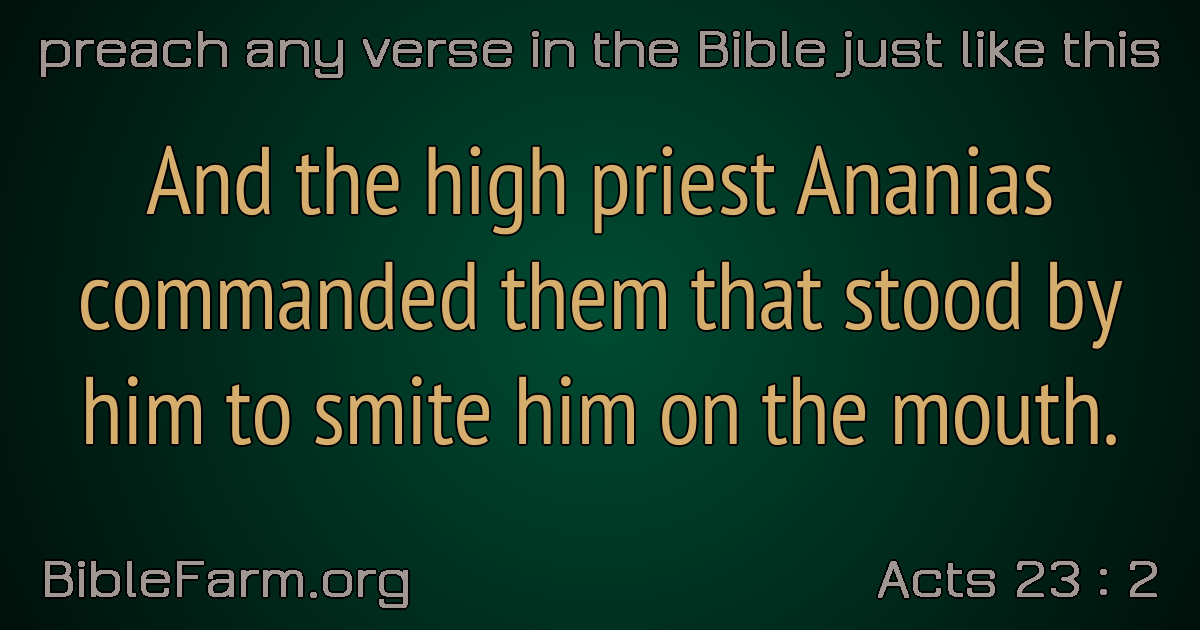 preach any verse in the Bible just like this
And the high priest Ananias
commanded them that stood by
him to smite him on the mouth.
BibleFarm.org
Acts 23 : 2